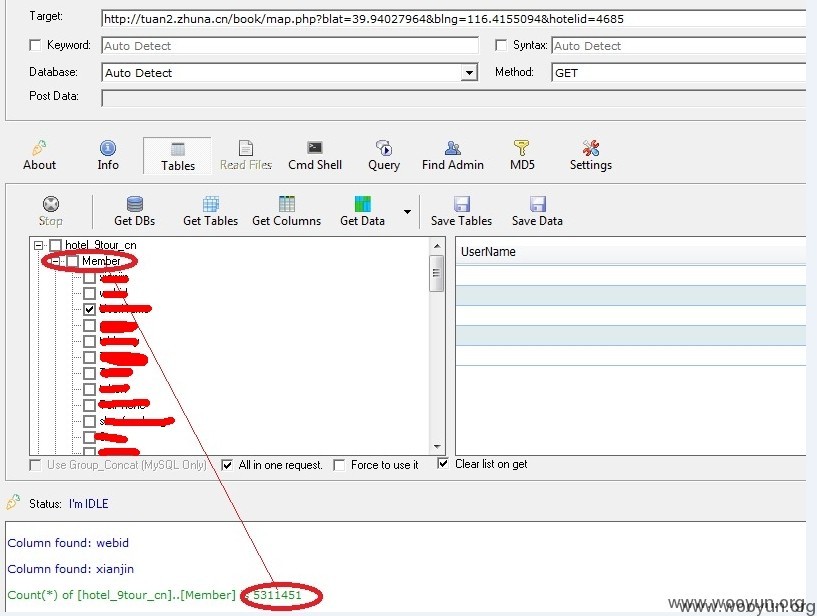 Target: http://tuan2.zhuna.cn/book/map.php?blat=39.94027964&blng=116.4155094&hotelid=4685
Keyword: Auto Detect Syntax: Auto Detect
Database: Auto Detect Method: GET
Post Data:
About Info Tables Read Files Cmd Shell Query Find Admin MD5 Settings
Stop Get DBs Get Tables Get Columns Get Data Save Tables Save Data
hotel_9tour_cn
Member
UserName
Use Group_Concat (MySQL Only) All in one request. Force to use it Clear list on get
Status: I'm IDLE
Column found: webid
Column found: xianjin
Count(*) of [hotel_9tour_cn]..[Member] 5311451
www.wooyun.org